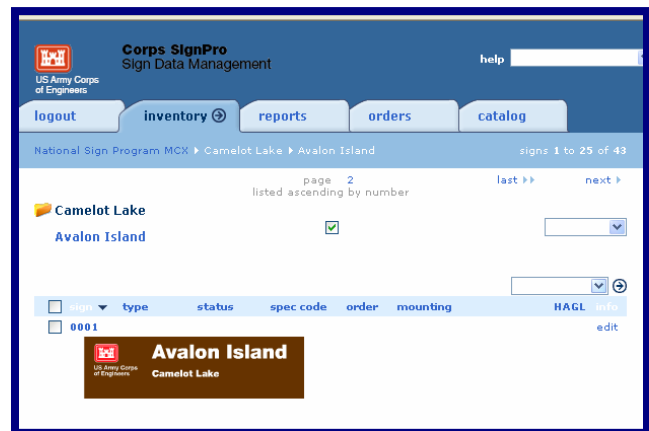 Corps SignPro
Sign Data Management
help
US Army Corps
of Engineers
logout inventory reports orders catalog
National Sign Program MCX Camelot Lake Avalon Island signs 1 to 25 of 43
page 2 last next
listed ascending by number
Camelot Lake
Avalon Island
sign type status spec code order mounting HAGL info
0001 edit
Avalon Island
US Army Corps
of Engineers
Camelot Lake